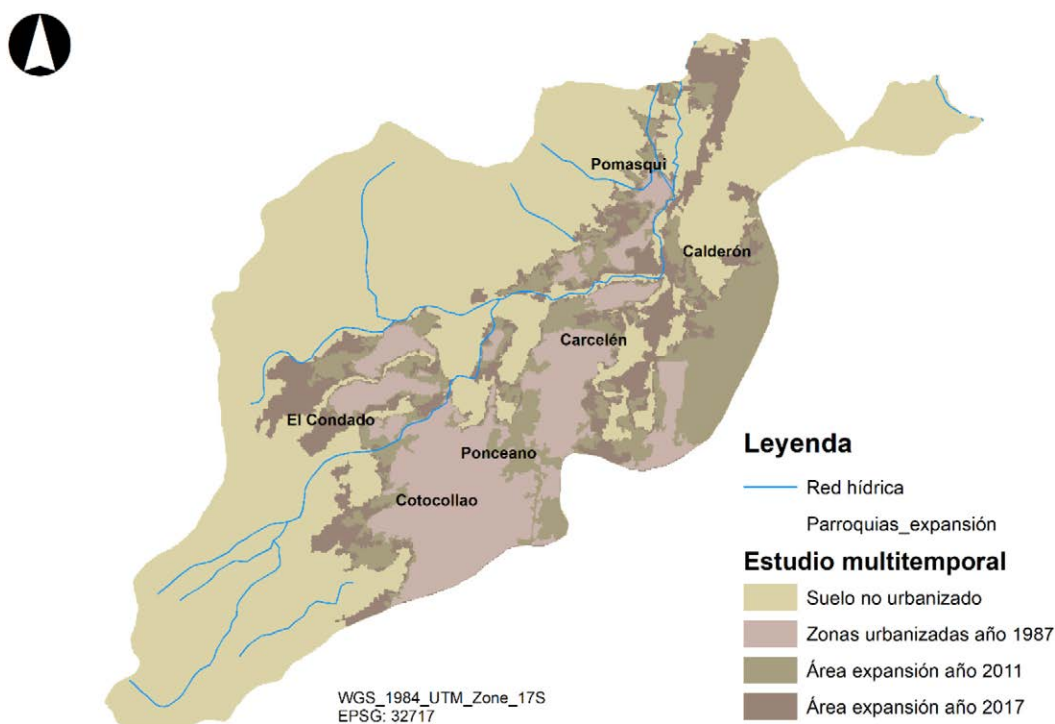 Pomasqui
Calderón
Carcelén
El Condado
Ponceano
Cotocollao
Leyenda
Red hídrica
Parroquias_expansión
Estudio multitemporal
Suelo no urbanizado
Zonas urbanizadas año 1987
Área expansión año 2011
Área expansión año 2017
WGS_1984_UTM_Zone_17S
EPSG: 32717